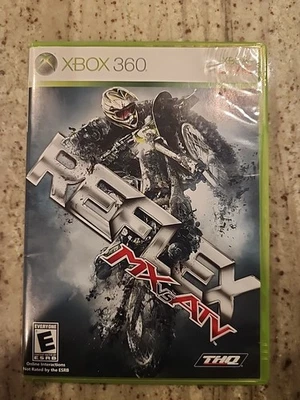 XBOX 360
REFLEX
MX vs ATV
EVERYONE
E
ESRB
Online Interactions
Not Rated by the ESRB
THQ